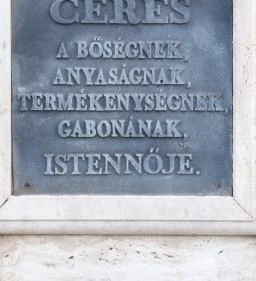 CERES
A BŐSÉGNEK,
ANYASÁGNAK,
TERMÉKENYSÉGNEK,
GABONÁNAK,
ISTENNŐJE.